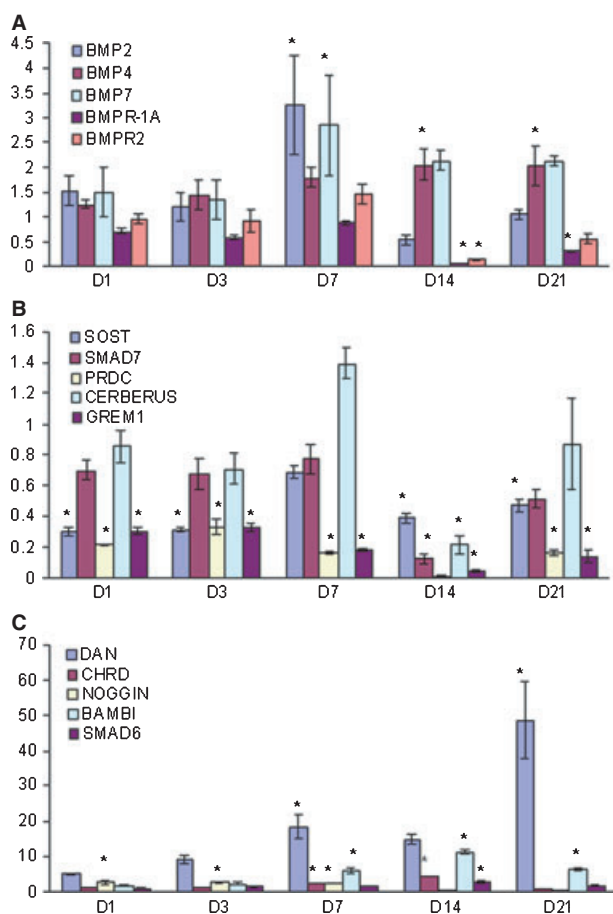 A
4.5
4
3.5
3
2.5
2
1.5
1
0.5
0
BMP2
BMP4
BMP7
BMPR-1A
BMPR2
* *
* *
* * *
D1 D3 D7 D14 D21
B
1.6
1.4
1.2
1
0.8
0.6
0.4
0.2
0
SOST
SMAD7
PRDC
CERBERUS
GREM1
* * * * * * * * * * * * * * *
D1 D3 D7 D14 D21
C
70
60
50
40
30
20
10
0
DAN
CHRD
NOGGIN
BAMBI
SMAD6
* * * * * * * * * * *
D1 D3 D7 D14 D21